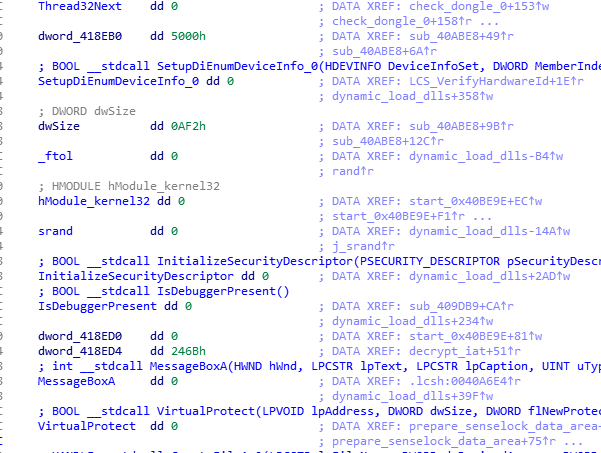 Thread32Next dd 0 ; DATA XREF: check_dongle_0+153↑w
; check_dongle_0+158↑r ...
dword_418EB0 dd 5000h ; DATA XREF: sub_40ABE8+49↑r
; sub_40ABE8+6A↑r
; BOOL __stdcall SetupDiEnumDeviceInfo_0(HDEVINFO DeviceInfoSet, DWORD MemberInde
SetupDiEnumDeviceInfo_0 dd 0 ; DATA XREF: LCS_VerifyHardwareId+1E↑r
; dynamic_load_dlls+358↑w
; DWORD dwSize
dwSize dd 0AF2h ; DATA XREF: sub_40ABE8+9B↑r
; sub_40ABE8+12C↑r
_ftol dd 0 ; DATA XREF: dynamic_load_dlls-B4↑w
; rand↑r
; HMODULE hModule_kernel32
hModule_kernel32 dd 0 ; DATA XREF: start_0x40BE9E+EC↑w
; start_0x40BE9E+F1↑r ...
srand dd 0 ; DATA XREF: dynamic_load_dlls-14A↑w
; j_srand↑r
; BOOL __stdcall InitializeSecurityDescriptor(PSECURITY_DESCRIPTOR pSecurityDescr
InitializeSecurityDescriptor dd 0 ; DATA XREF: dynamic_load_dlls+2AD↑w
; BOOL __stdcall IsDebuggerPresent()
IsDebuggerPresent dd 0 ; DATA XREF: sub_409DB9+CA↑r
; dynamic_load_dlls+234↑w
dword_418ED0 dd 0 ; DATA XREF: start_0x40BE9E+81↑w
dword_418ED4 dd 246Bh ; DATA XREF: decrypt_iat+51↑r
; int __stdcall MessageBoxA(HWND hWnd, LPCSTR lpText, LPCSTR lpCaption, UINT uTyp
MessageBoxA dd 0 ; DATA XREF: .lcsh:0040A6E4↑r
; dynamic_load_dlls+39F↑w
; BOOL __stdcall VirtualProtect(LPVOID lpAddress, DWORD dwSize, DWORD flNewProtec
VirtualProtect dd 0 ; DATA XREF: prepare_senselock_data_area+
; prepare_senselock_data_area+75↑r ...